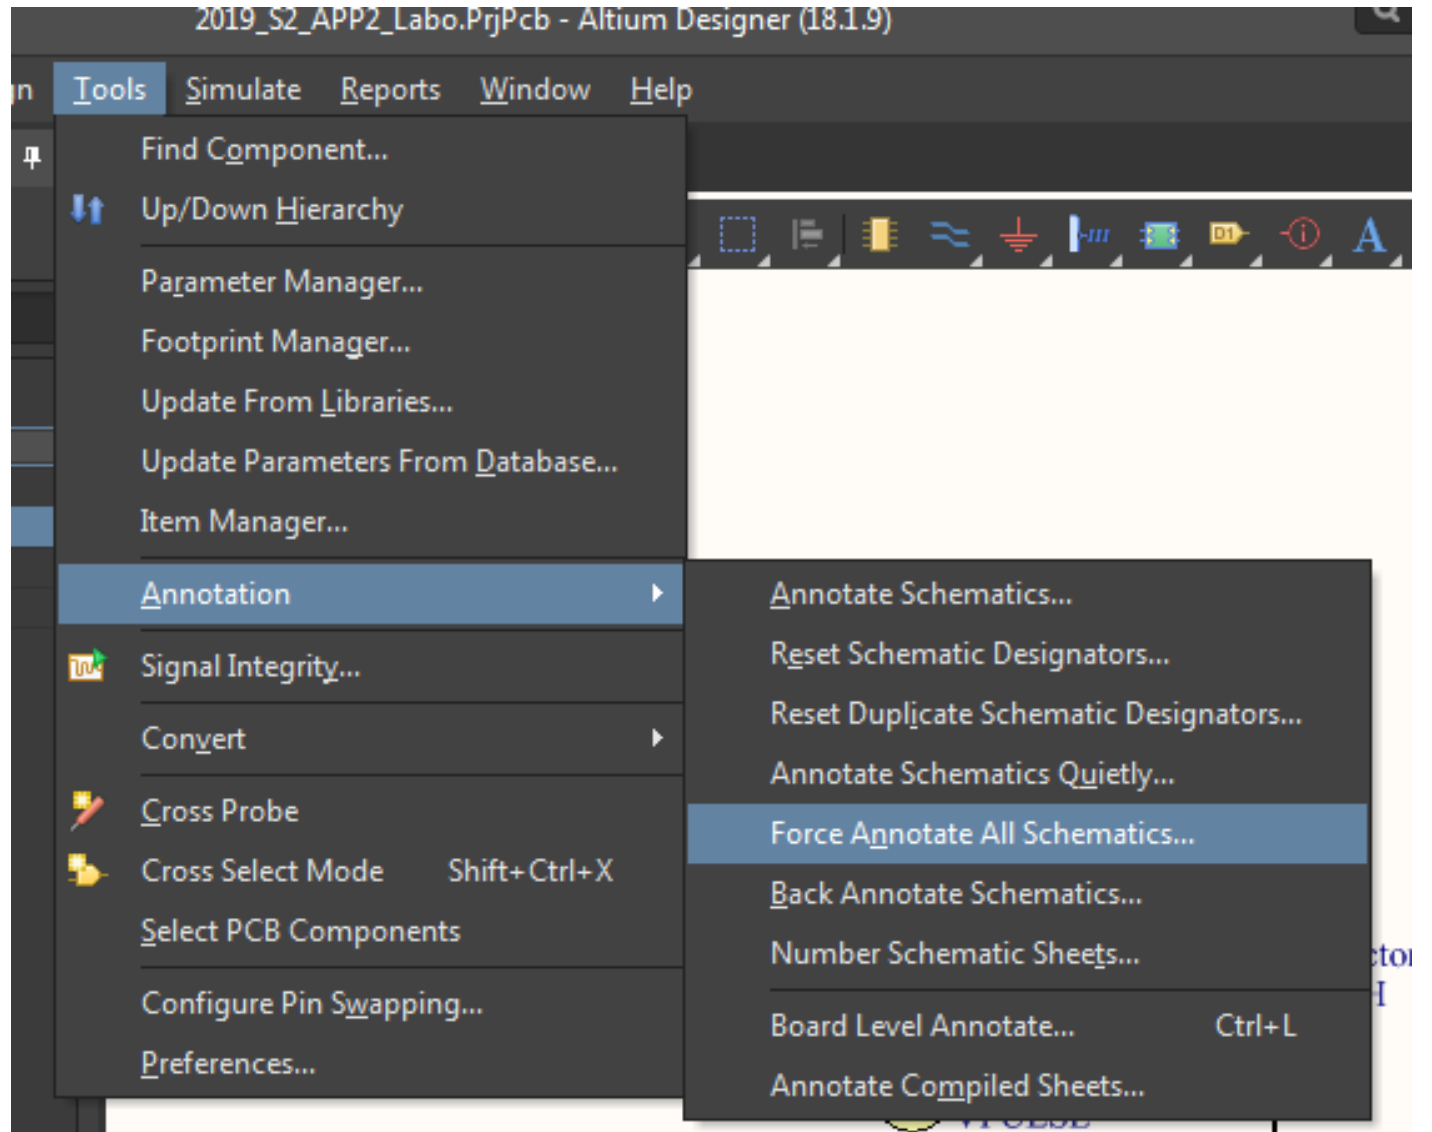 2019_S2_APP2_Labo.PrjPcb - Altium Designer (18.1.9)
gn Tools Simulate Reports Window Help
Find Component...
Up/Down Hierarchy
Parameter Manager...
Footprint Manager...
Update From Libraries...
Update Parameters From Database...
Item Manager...
Annotation
Signal Integrity...
Convert
Cross Probe
Cross Select Mode Shift+Ctrl+X
Select PCB Components
Configure Pin Swapping...
Preferences...
Annotate Schematics...
Reset Schematic Designators...
Reset Duplicate Schematic Designators...
Annotate Schematics Quietly...
Force Annotate All Schematics...
Back Annotate Schematics...
Number Schematic Sheets...
Board Level Annotate... Ctrl+L
Annotate Compiled Sheets...
D1
A
VPULSE